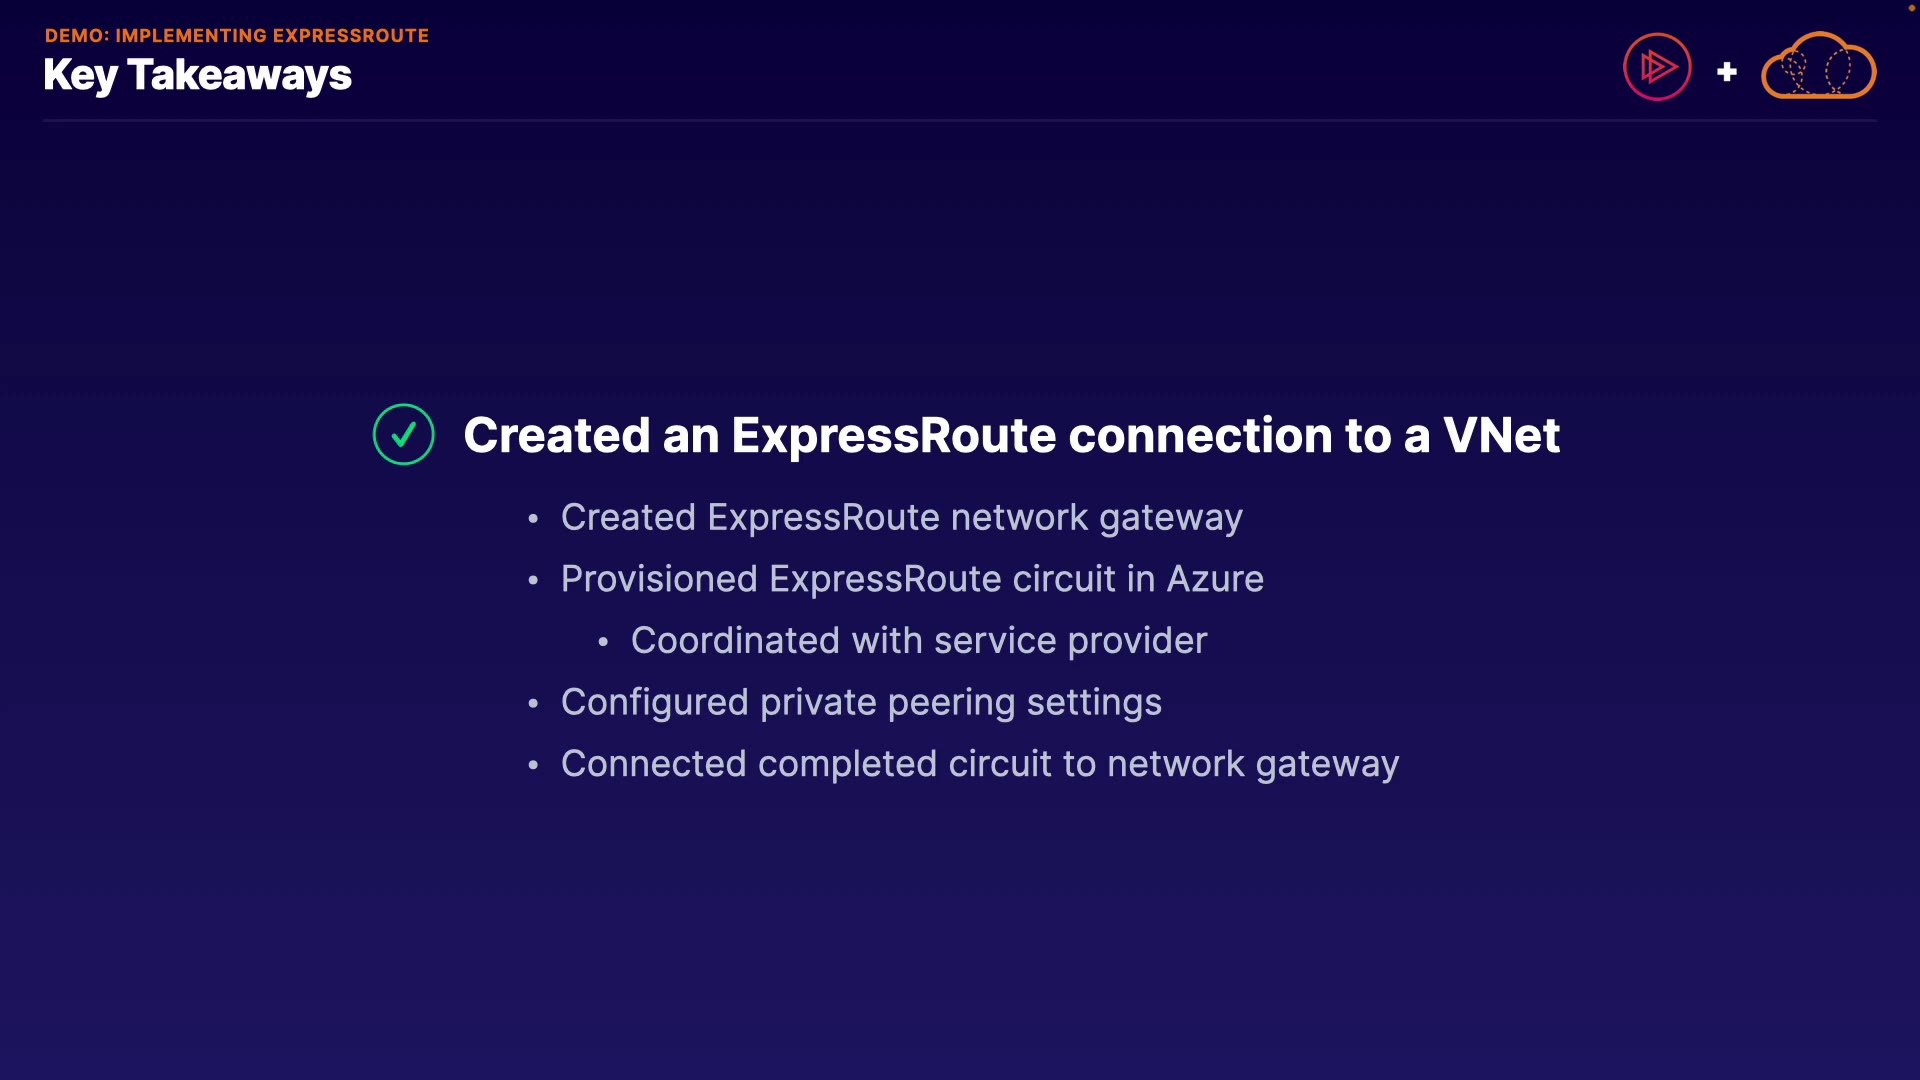 DEMO: IMPLEMENTING EXPRESSROUTE
Key Takeaways
+
Created an ExpressRoute connection to a VNet
• Created ExpressRoute network gateway
• Provisioned ExpressRoute circuit in Azure
• Coordinated with service provider
• Configured private peering settings
• Connected completed circuit to network gateway